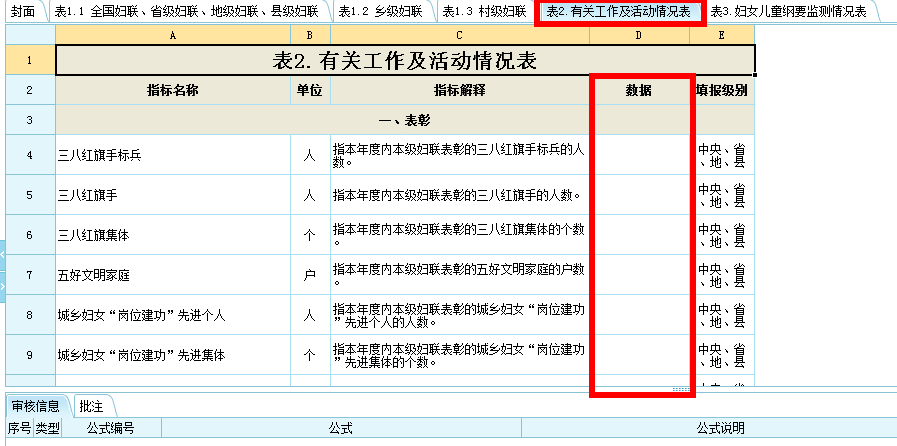 封面 表1.1 全国妇联、省级妇联、地级妇联、县级妇联 表1.2 乡级妇联 表1.3 村级妇联 表2.有关工作及活动情况表 表3.妇女儿童纲要监测情况表
A B C D E
1 表2.有关工作及活动情况表
2 指标名称 单位 指标解释 数据 填报级别
3 一、表彰
4 三八红旗手标兵 人 指本年度内本级妇联表彰的三八红旗手标兵的人 中央、省
数。 、地、县
5 三八红旗手 人 指本年度内本级妇联表彰的三八红旗手的人数。 中央、省
、地、县
6 三八红旗集体 个 指本年度内本级妇联表彰的三八红旗集体的个数 中央、省
。 、地、县
7 五好文明家庭 户 指本年度内本级妇联表彰的五好文明家庭的户数 中央、省
。 、地、县
8 城乡妇女“岗位建功”先进个人 人 指本年度内本级妇联表彰的城乡妇女“岗位建功 中央、省
”先进个人的人数。 、地、县
9 城乡妇女“岗位建功”先进集体 个 指本年度内本级妇联表彰的城乡妇女“岗位建功 中央、省
”先进集体的个数。 、地、县
审核信息 批注
序号 类型 公式编号 公式 公式说明